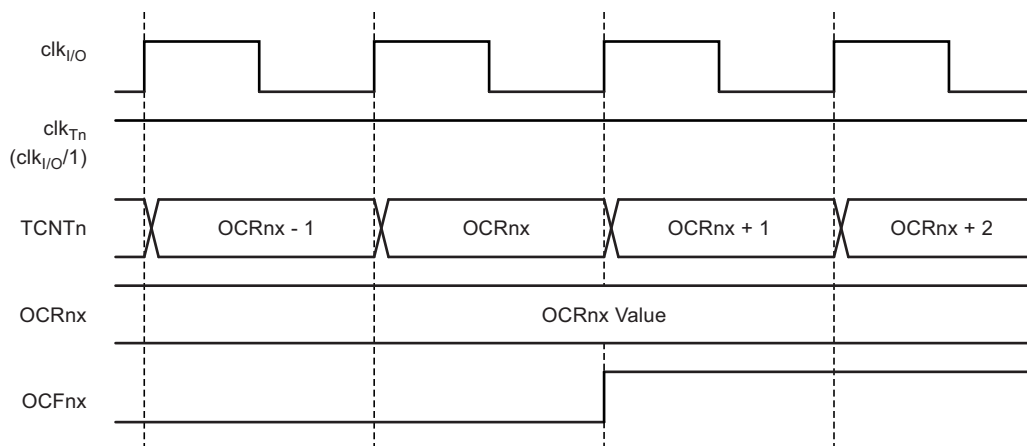 clkI/O
clkTn
(clkI/O/1)
TCNTn OCRnx - 1 OCRnx OCRnx + 1 OCRnx + 2
OCRnx OCRnx Value
OCFnx